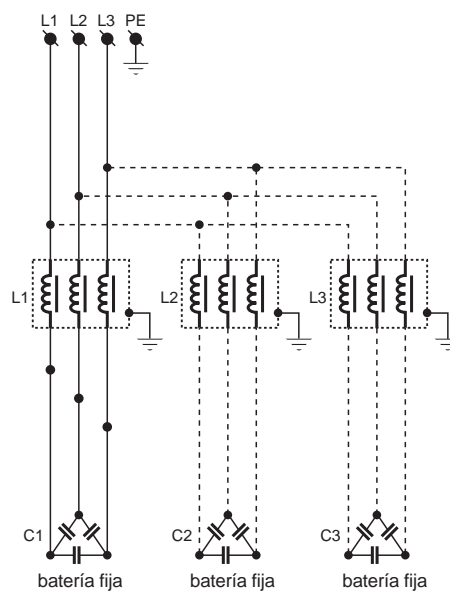 L1 L2 L3 PE
L1 L2 L3
C1 C2 C3
batería fija batería fija batería fija